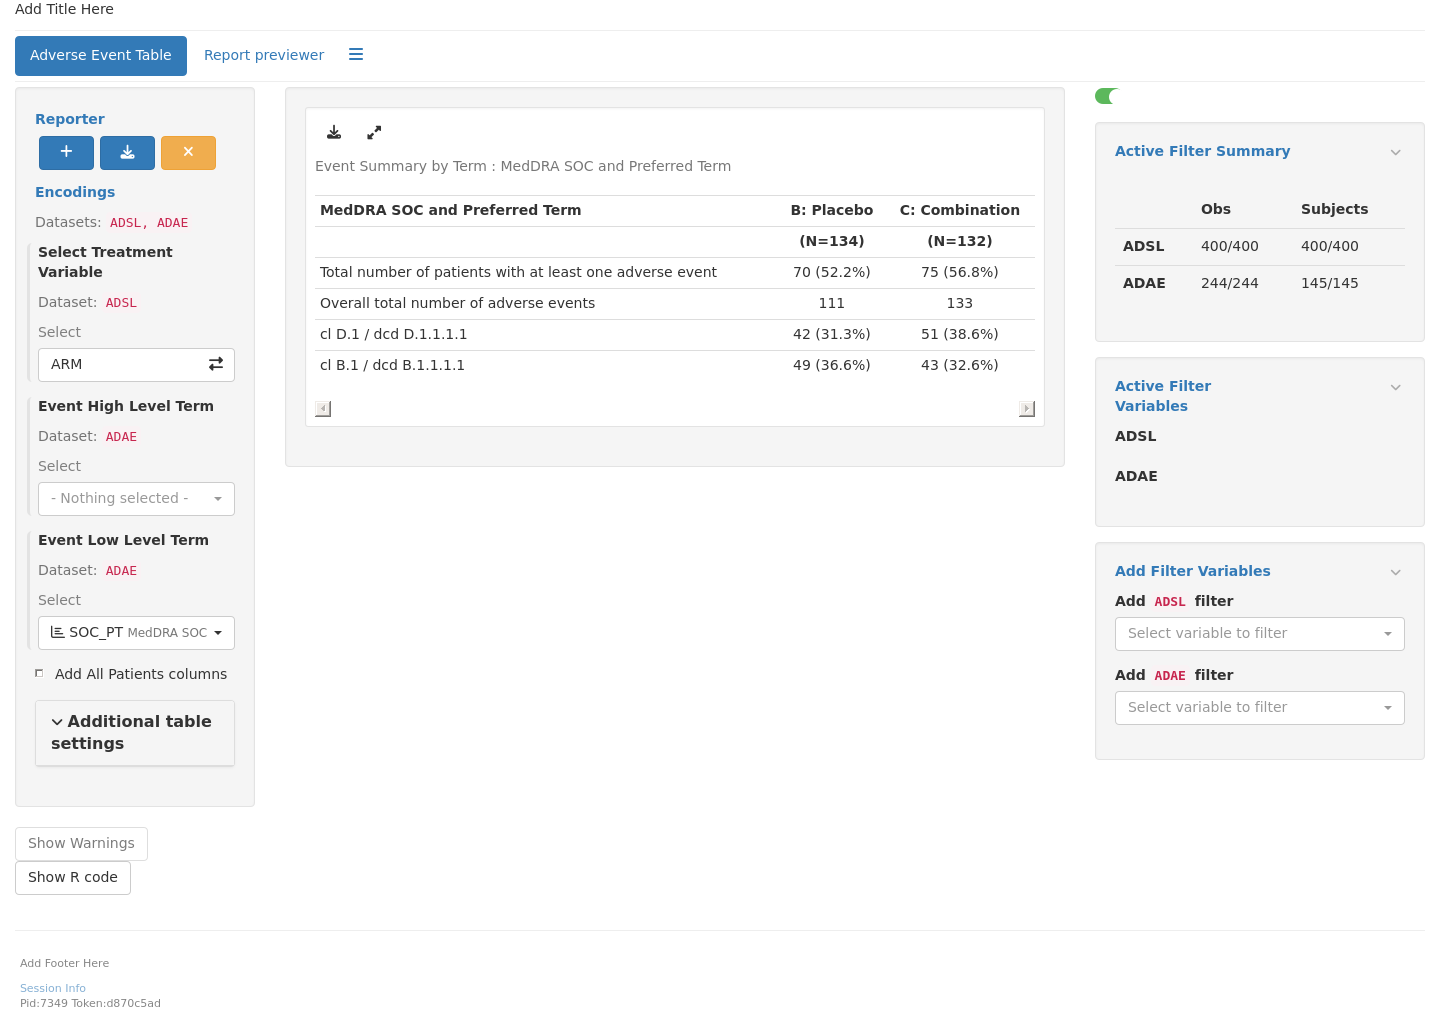 Add Title Here
Adverse Event Table
Report previewer
Reporter
Encodings
Datasets: ADSL, ADAE
Select Treatment
Variable
Dataset: ADSL
Select
ARM
Event High Level Term
Dataset: ADAE
Select
- Nothing selected -
Event Low Level Term
Dataset: ADAE
Select
SOC_PT MedDRA SOC
Add All Patients columns
Additional table
settings
Show Warnings
Show R code
Event Summary by Term : MedDRA SOC and Preferred Term
MedDRA SOC and Preferred Term B: Placebo C: Combination
(N=134) (N=132)
Total number of patients with at least one adverse event 70 (52.2%) 75 (56.8%)
Overall total number of adverse events 111 133
cl D.1 / dcd D.1.1.1.1 42 (31.3%) 51 (38.6%)
cl B.1 / dcd B.1.1.1.1 49 (36.6%) 43 (32.6%)
Active Filter Summary
Obs Subjects
ADSL 400/400 400/400
ADAE 244/244 145/145
Active Filter
Variables
ADSL
ADAE
Add Filter Variables
Add ADSL filter
Select variable to filter
Add ADAE filter
Select variable to filter
Add Footer Here
Session Info
Pid:7349 Token:d870c5ad